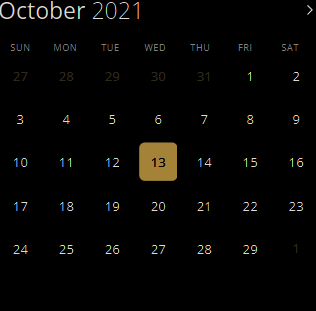 October 2021
SUN MON TUE WED THU FRI SAT
27 28 29 30 31 1 2
3 4 5 6 7 8 9
10 11 12 13 14 15 16
17 18 19 20 21 22 23
24 25 26 27 28 29 1